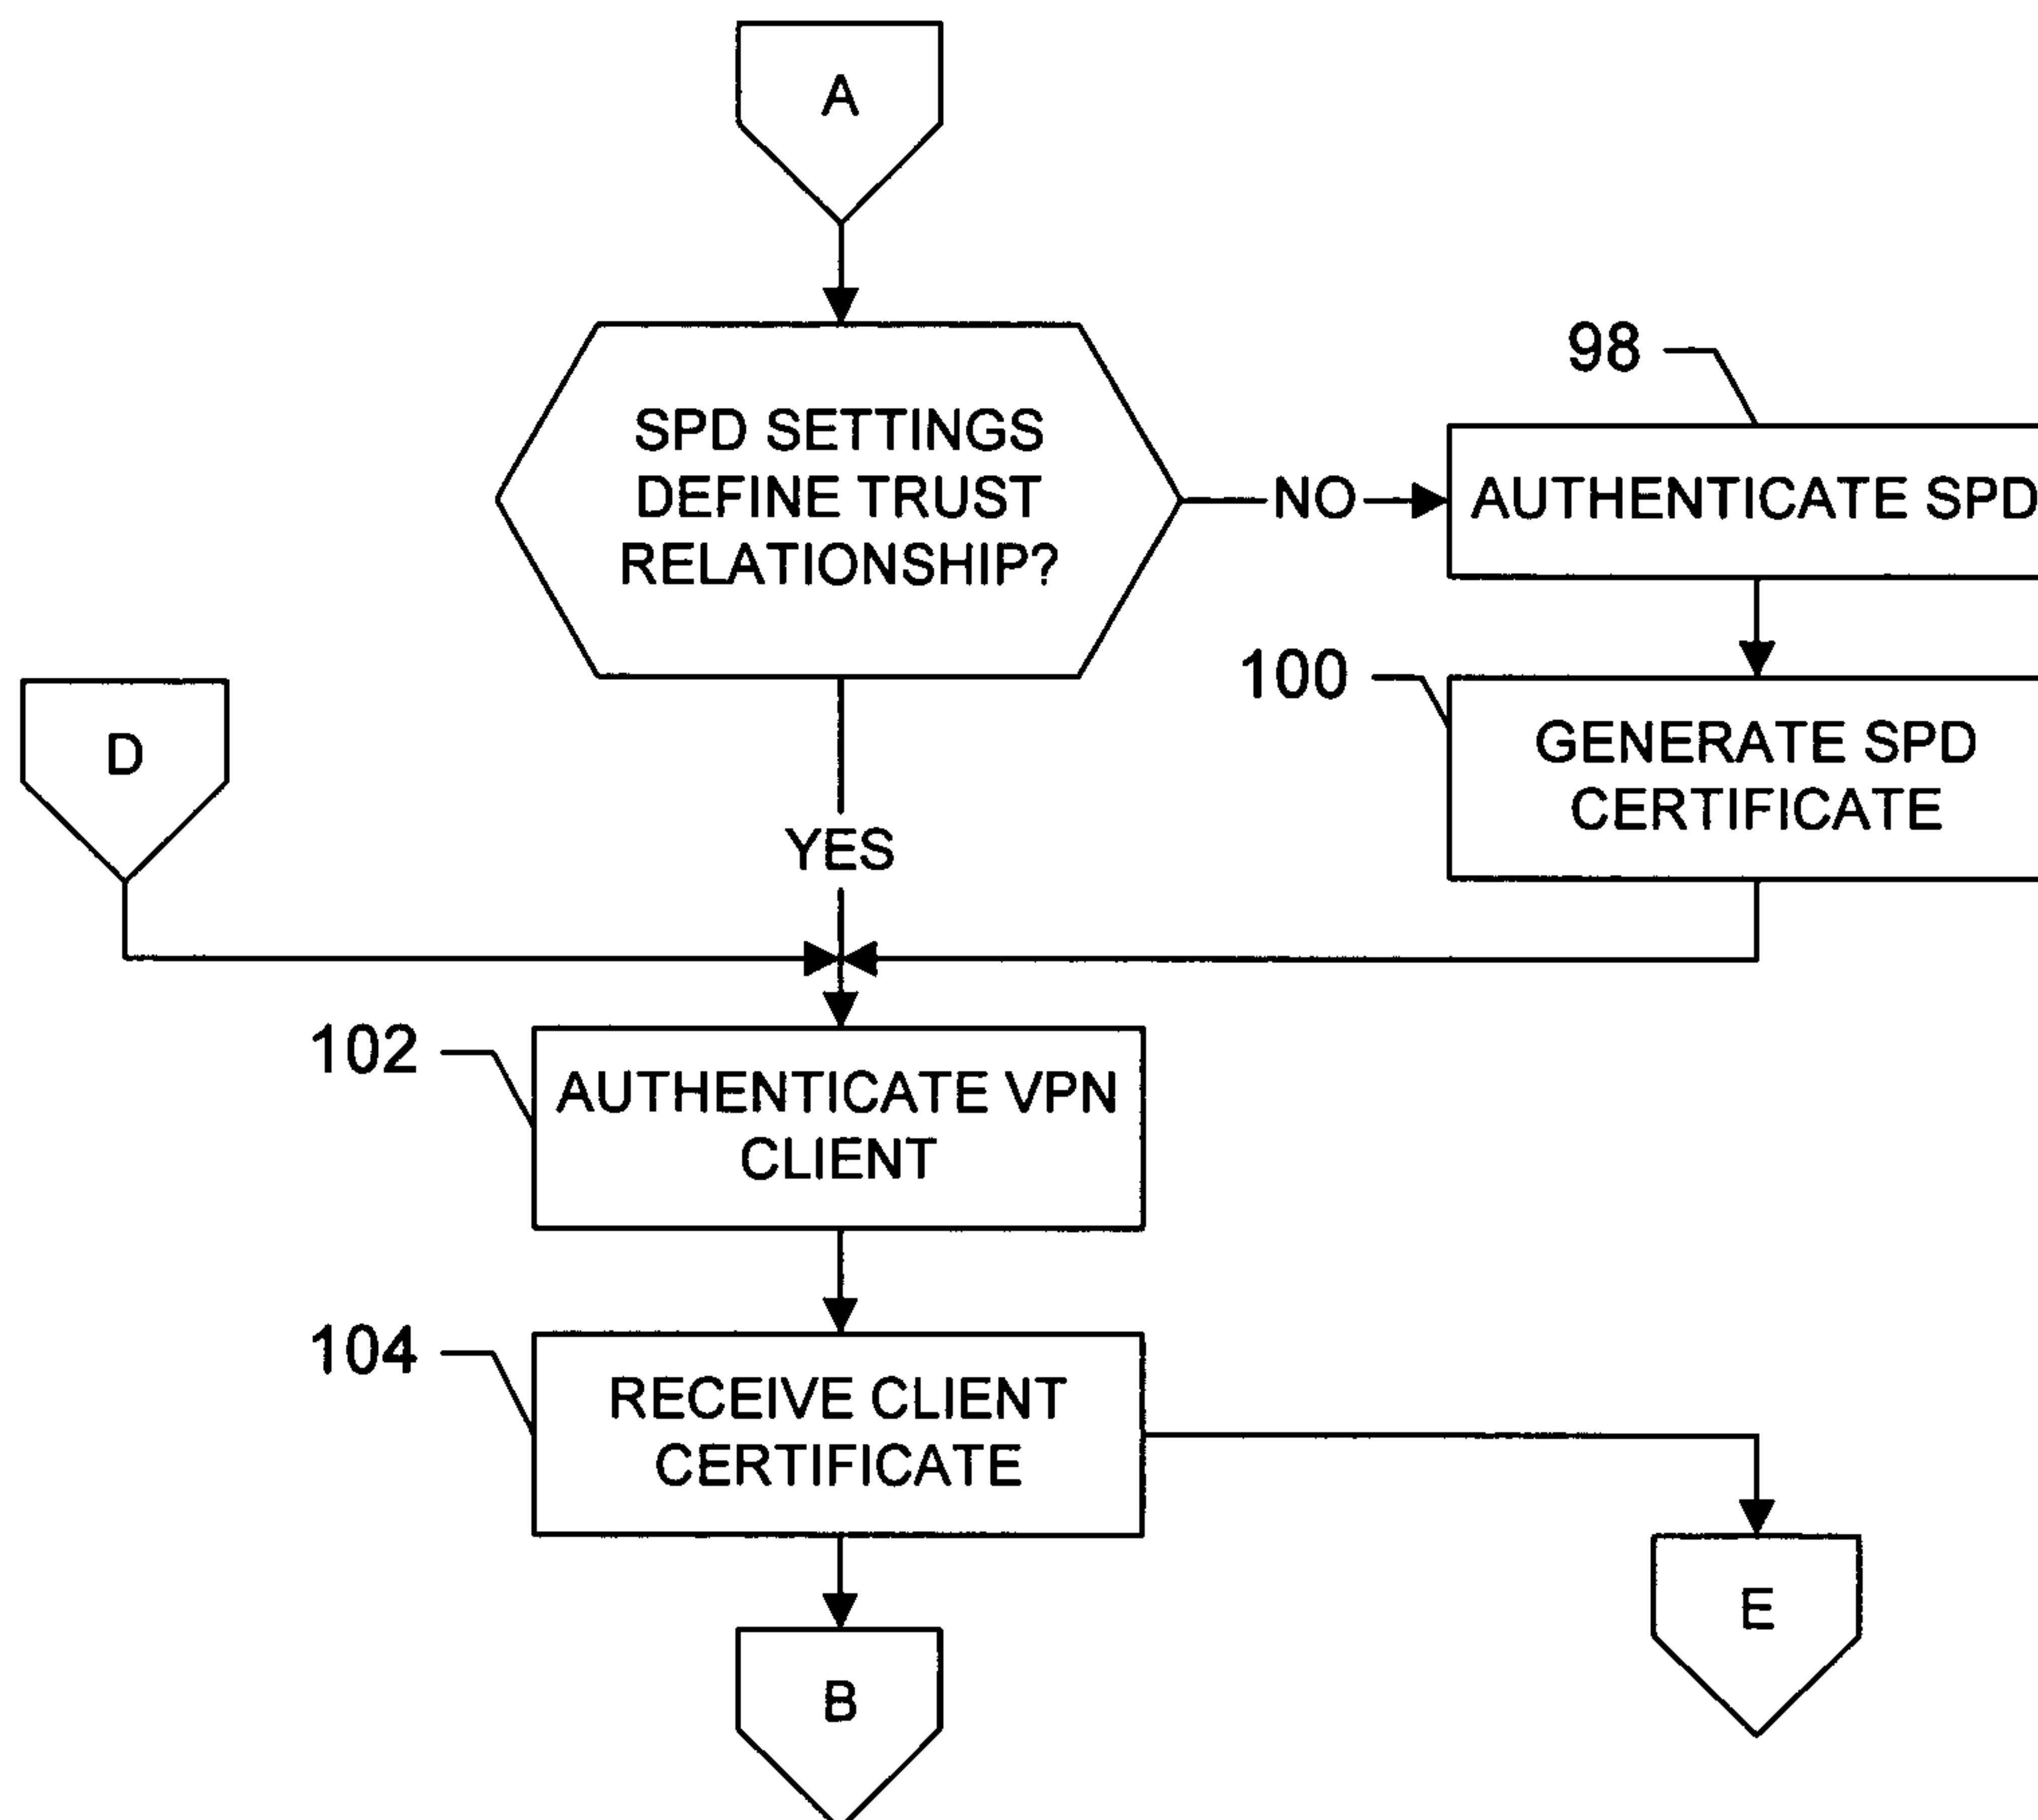 A
SPD SETTINGS
DEFINE TRUST
RELATIONSHIP?
NO
98
AUTHENTICATE SPD
100
GENERATE SPD
CERTIFICATE
D
YES
102
AUTHENTICATE VPN
CLIENT
104
RECEIVE CLIENT
CERTIFICATE
E
B